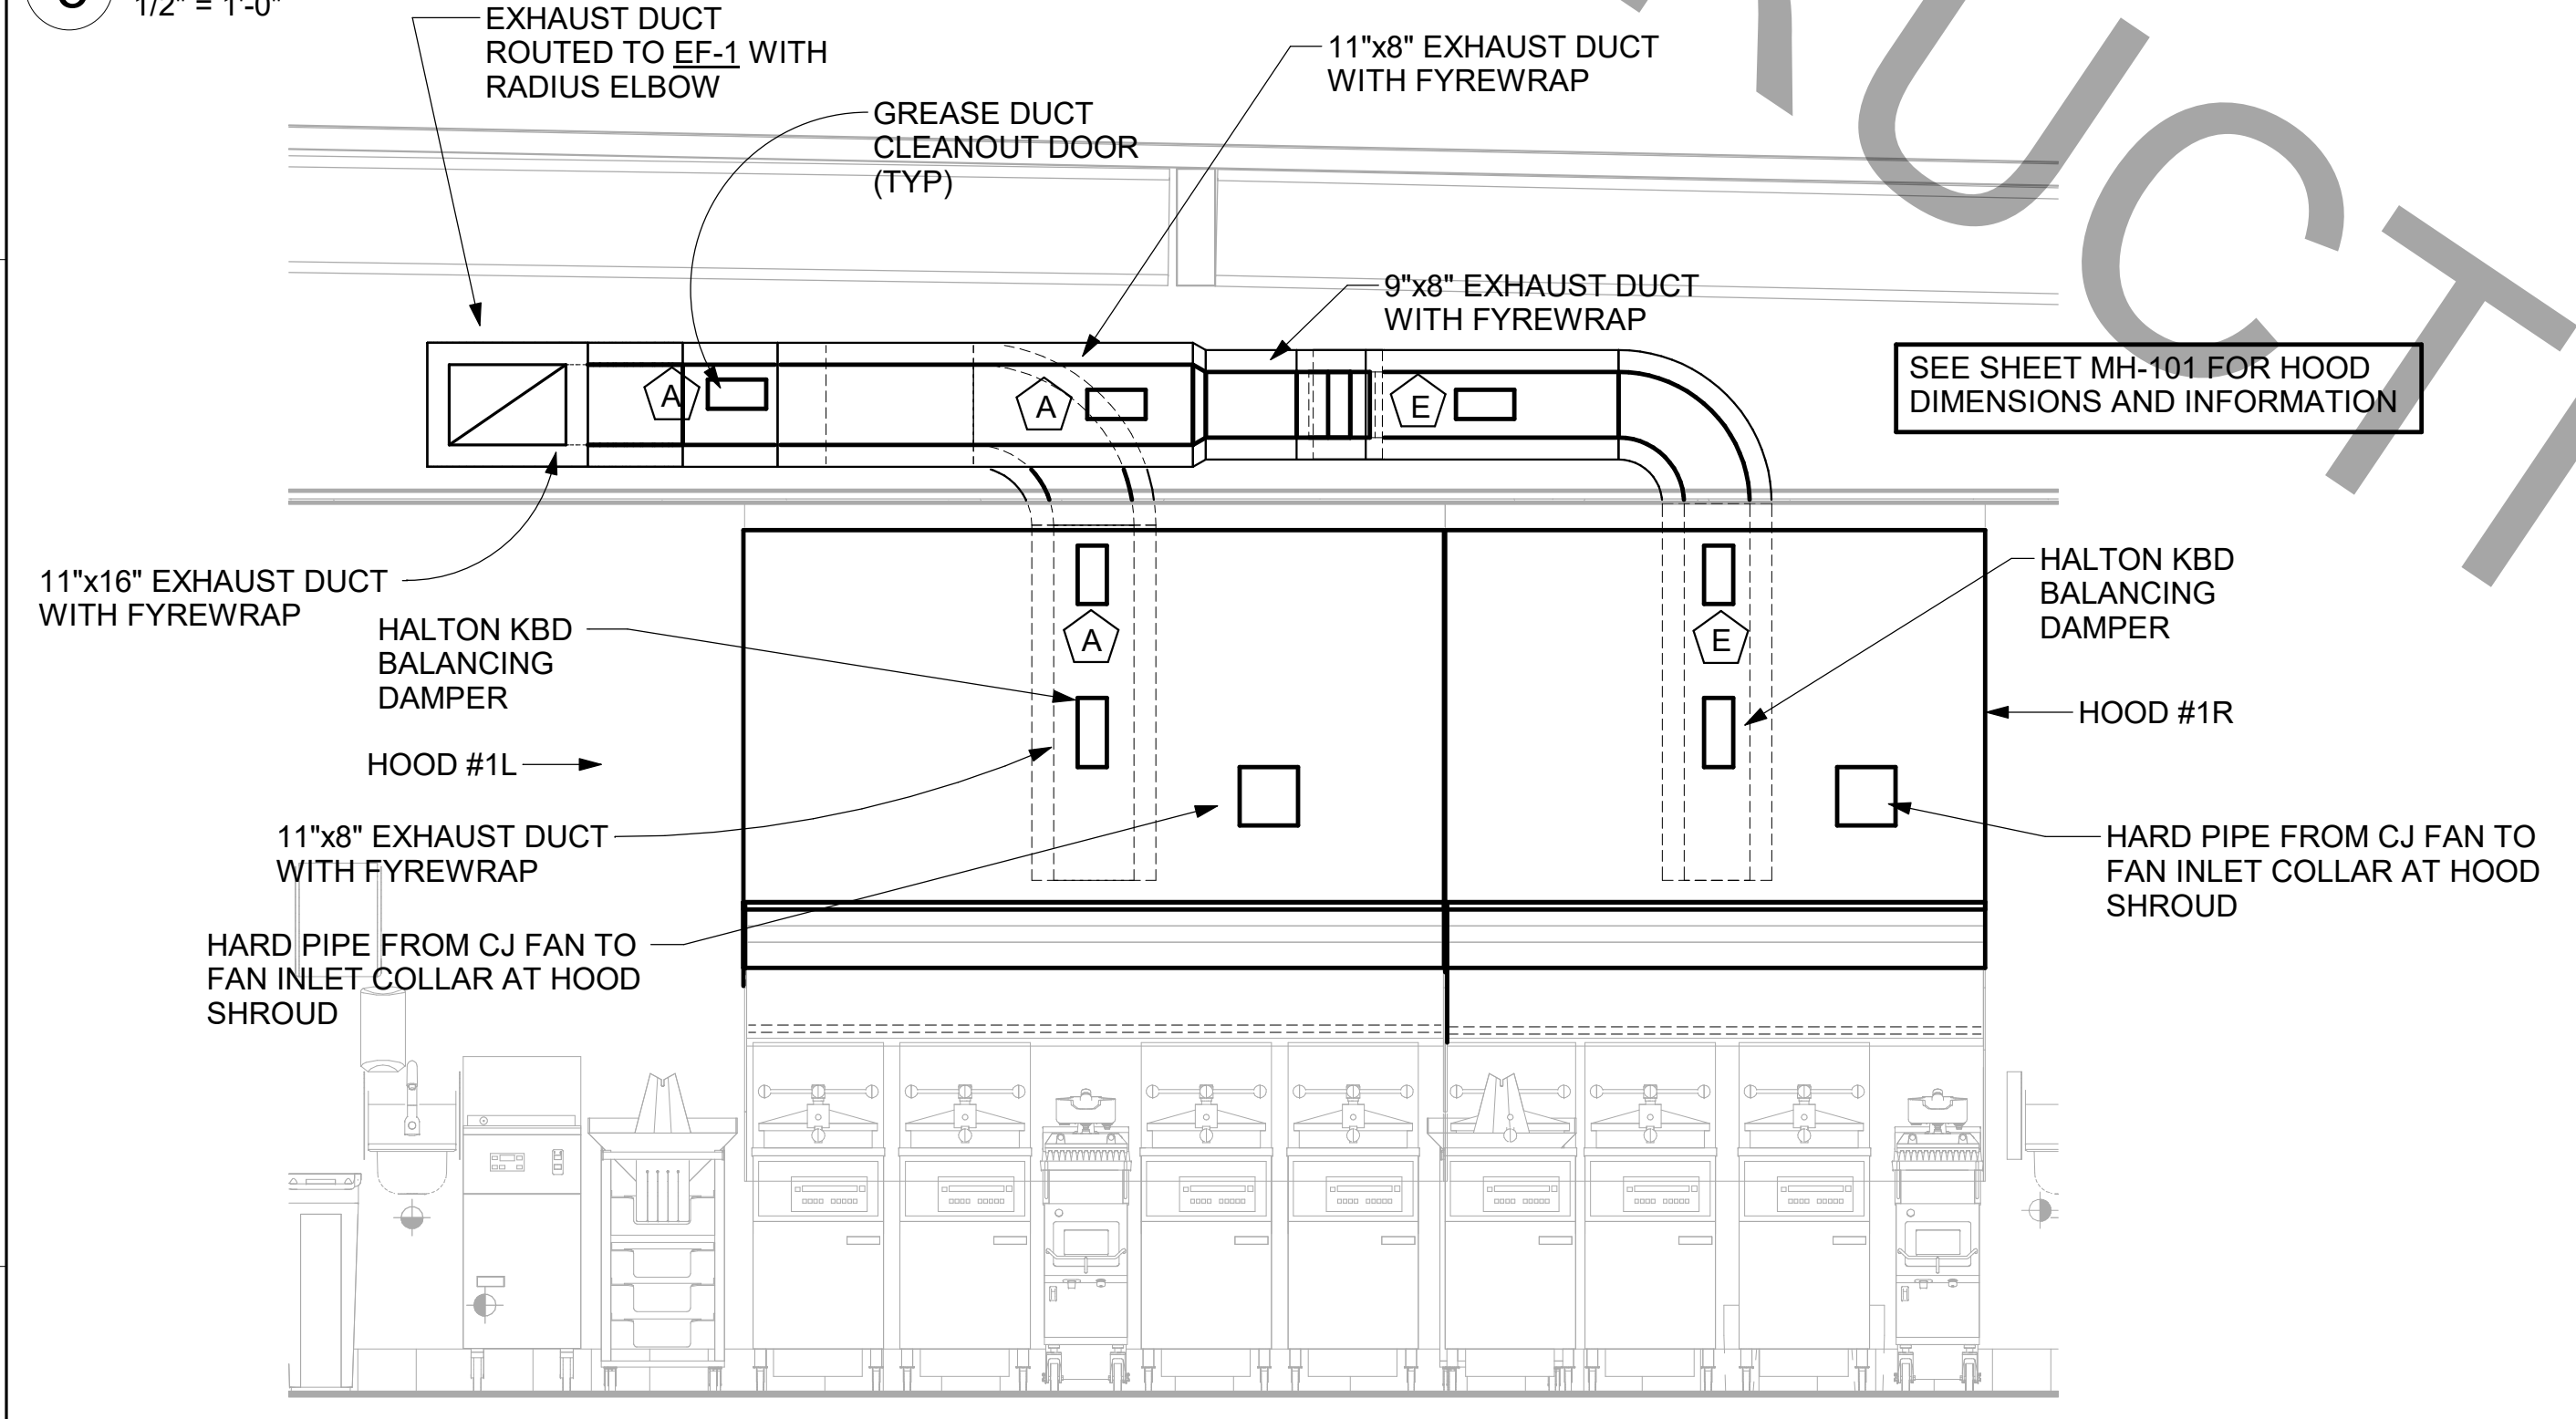 1/2" = 1'-0"
EXHAUST DUCT
ROUTED TO EF-1 WITH
RADIUS ELBOW
GREASE DUCT
CLEANOUT DOOR
(TYP)
11"x8" EXHAUST DUCT
WITH FYREWRAP
9"x8" EXHAUST DUCT
WITH FYREWRAP
SEE SHEET MH-101 FOR HOOD
DIMENSIONS AND INFORMATION
A
A
E
11"x16" EXHAUST DUCT
WITH FYREWRAP
HALTON KBD
BALANCING
DAMPER
A
E
HALTON KBD
BALANCING
DAMPER
HOOD #1L
HOOD #1R
11"x8" EXHAUST DUCT
WITH FYREWRAP
HARD PIPE FROM CJ FAN TO
FAN INLET COLLAR AT HOOD
SHROUD
HARD PIPE FROM CJ FAN TO
FAN INLET COLLAR AT HOOD
SHROUD
UCTI